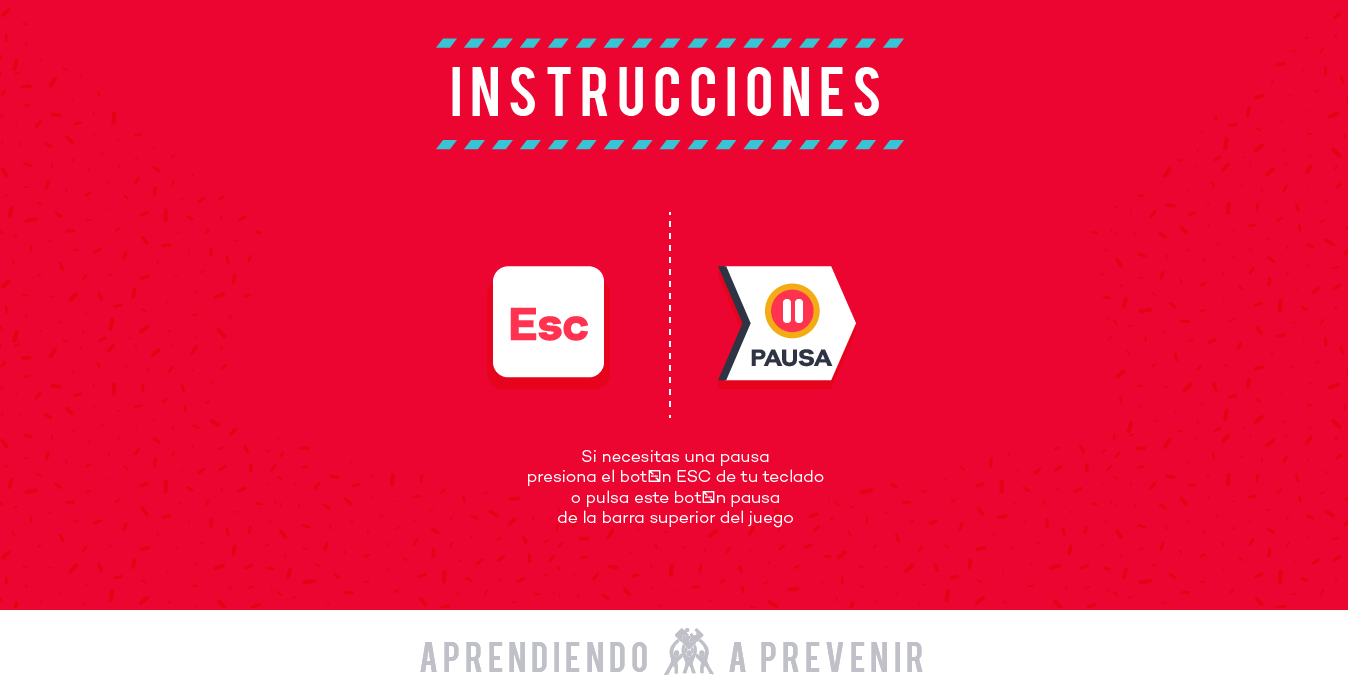 INSTRUCCIONES
Esc
PAUSA
Si necesitas una pausa
presiona el bot□n ESC de tu teclado
o pulsa este bot□n pausa
de la barra superior del juego
APRENDIENDO A PREVENIR